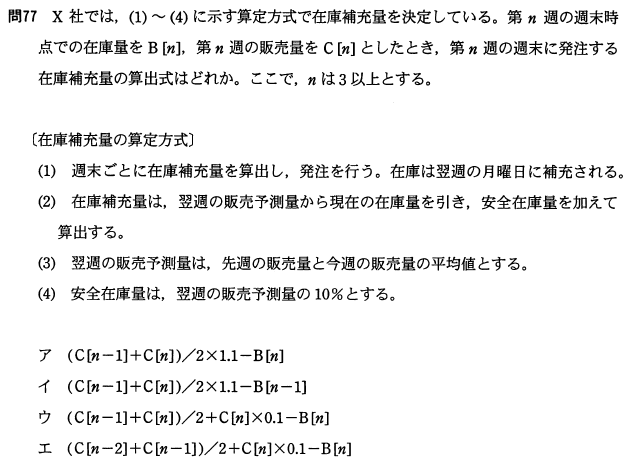 問77 X 社では，(1)～(4)に示す算定方式で在庫補充量を決定している。第 n 週の週末時
点での在庫量を B[n]，第 n 週の販売量を C[n]としたとき，第 n 週の週末に発注する
在庫補充量の算出式はどれか。ここで，n は3以上とする。
〔在庫補充量の算定方式〕
(1) 週末ごとに在庫補充量を算出し，発注を行う。在庫は翌週の月曜日に補充される。
(2) 在庫補充量は，翌週の販売予測量から現在の在庫量を引き，安全在庫量を加えて
算出する。
(3) 翌週の販売予測量は，先週の販売量と今週の販売量の平均値とする。
(4) 安全在庫量は，翌週の販売予測量の10％とする。
ア (C[n－1]+C[n])／2×1.1－B[n]
イ (C[n－1]+C[n])／2×1.1－B[n－1]
ウ (C[n－1]+C[n])／2+C[n]×0.1－B[n]
エ (C[n－2]+C[n－1])／2+C[n]×0.1－B[n]